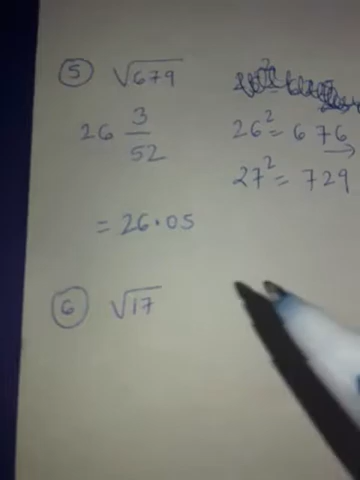 ⑤ √679
26 3/52
= 26.05
26² = 676
27² = 729
⑥ √17